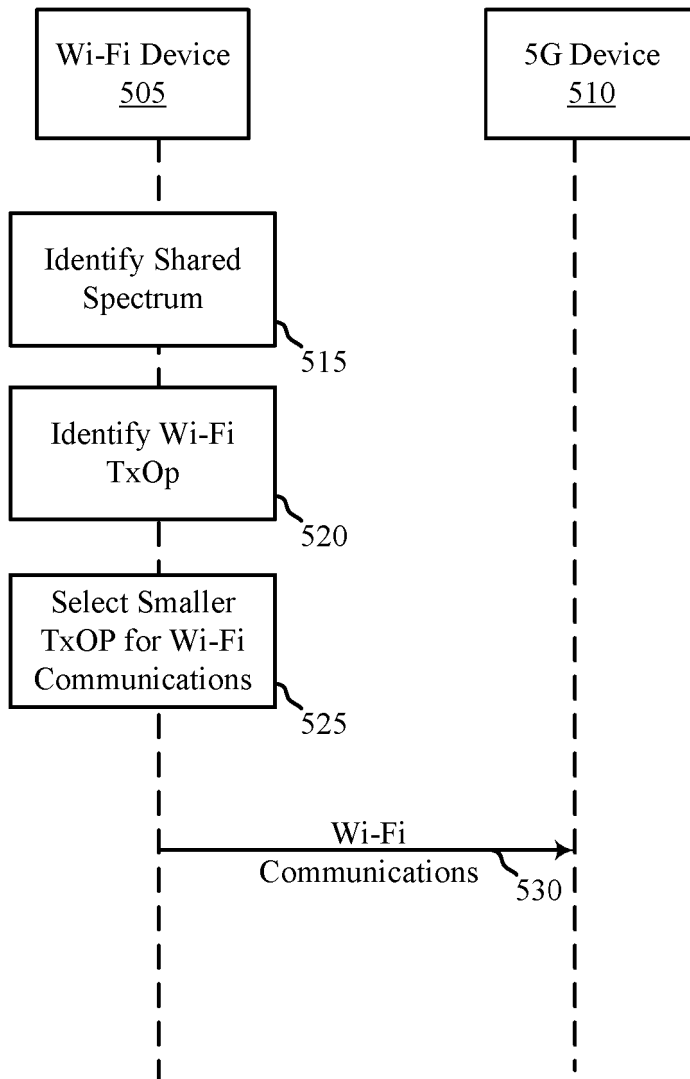 Wi-Fi Device
505
5G Device
510
Identify Shared
Spectrum
515
Identify Wi-Fi
TxOp
520
Select Smaller
TxOP for Wi-Fi
Communications
525
Wi-Fi
Communications
530